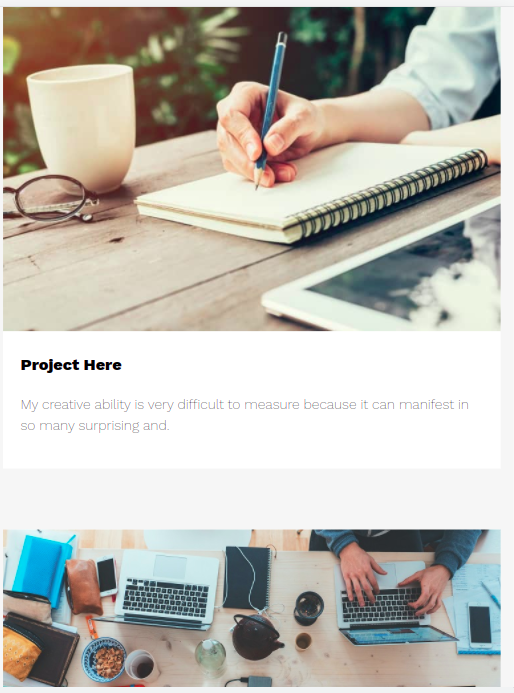 Project Here
My creative ability is very difficult to measure because it can manifest in
so many surprising and.